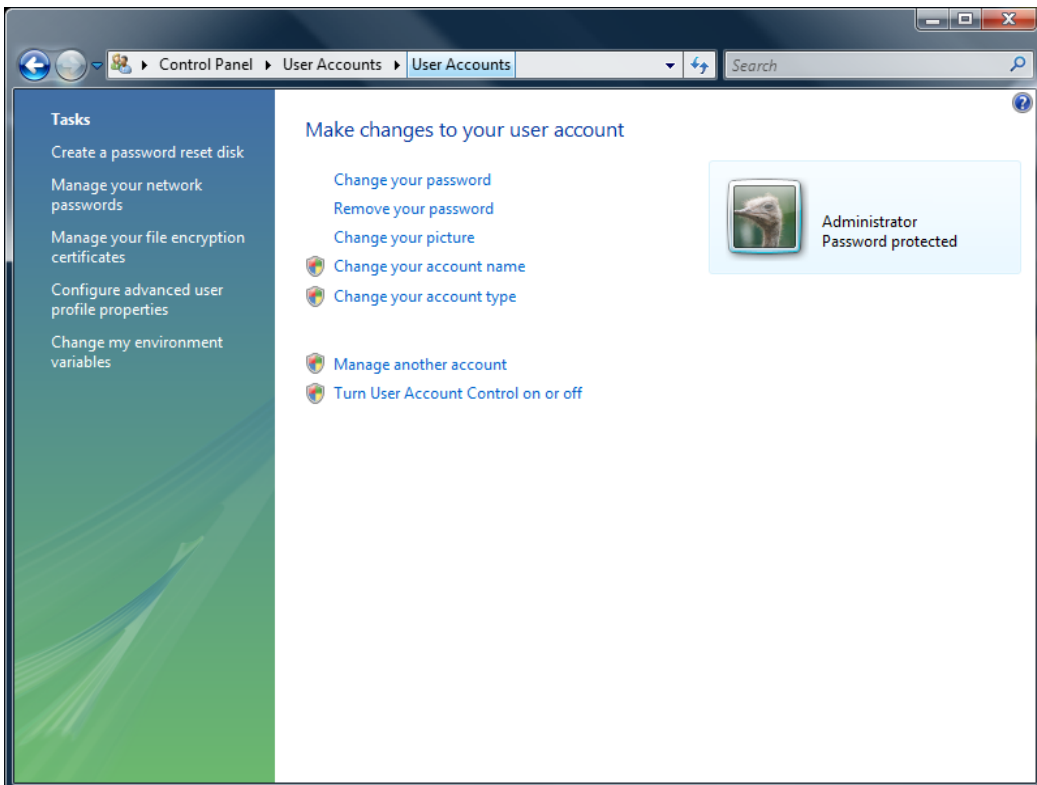 Control Panel User Accounts User Accounts
Search
Tasks
Create a password reset disk
Manage your network
passwords
Manage your file encryption
certificates
Configure advanced user
profile properties
Change my environment
variables
Make changes to your user account
Change your password
Remove your password
Change your picture
Change your account name
Change your account type
Manage another account
Turn User Account Control on or off
Administrator
Password protected